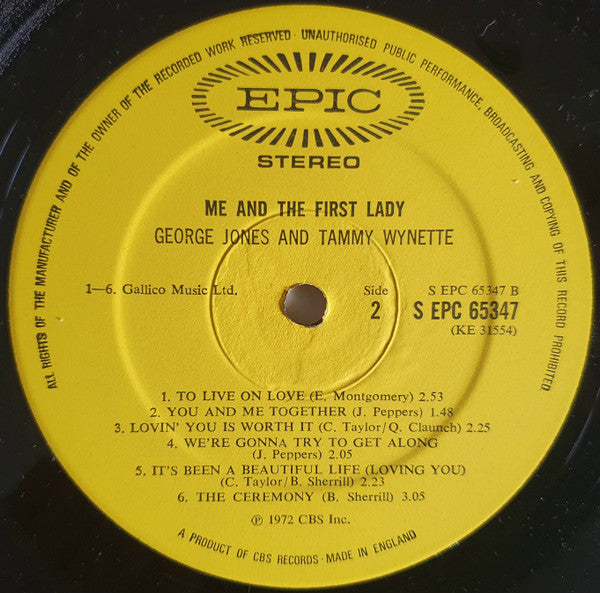 ALL RIGHTS OF THE MANUFACTURER AND OF THE OWNER OF THE RECORDED WORK RESERVED · UNAUTHORISED PUBLIC PERFORMANCE, BROADCASTING AND COPYING OF THIS RECORD PROHIBITED
EPIC
STEREO
ME AND THE FIRST LADY
GEORGE JONES AND TAMMY WYNETTE
1—6. Gallico Music Ltd.
Side
2
S EPC 65347 B
S EPC 65347
(KE 31554)
1. TO LIVE ON LOVE (E. Montgomery) 2.53
2. YOU AND ME TOGETHER (J. Peppers) 1.48
3. LOVIN' YOU IS WORTH IT (C. Taylor/Q. Claunch) 2.25
4. WE'RE GONNA TRY TO GET ALONG
(J. Peppers) 2.05
5. IT'S BEEN A BEAUTIFUL LIFE (LOVING YOU)
(C. Taylor/B. Sherrill) 2.23
6. THE CEREMONY (B. Sherrill) 3.05
℗ 1972 CBS Inc.
A PRODUCT OF CBS RECORDS · MADE IN ENGLAND